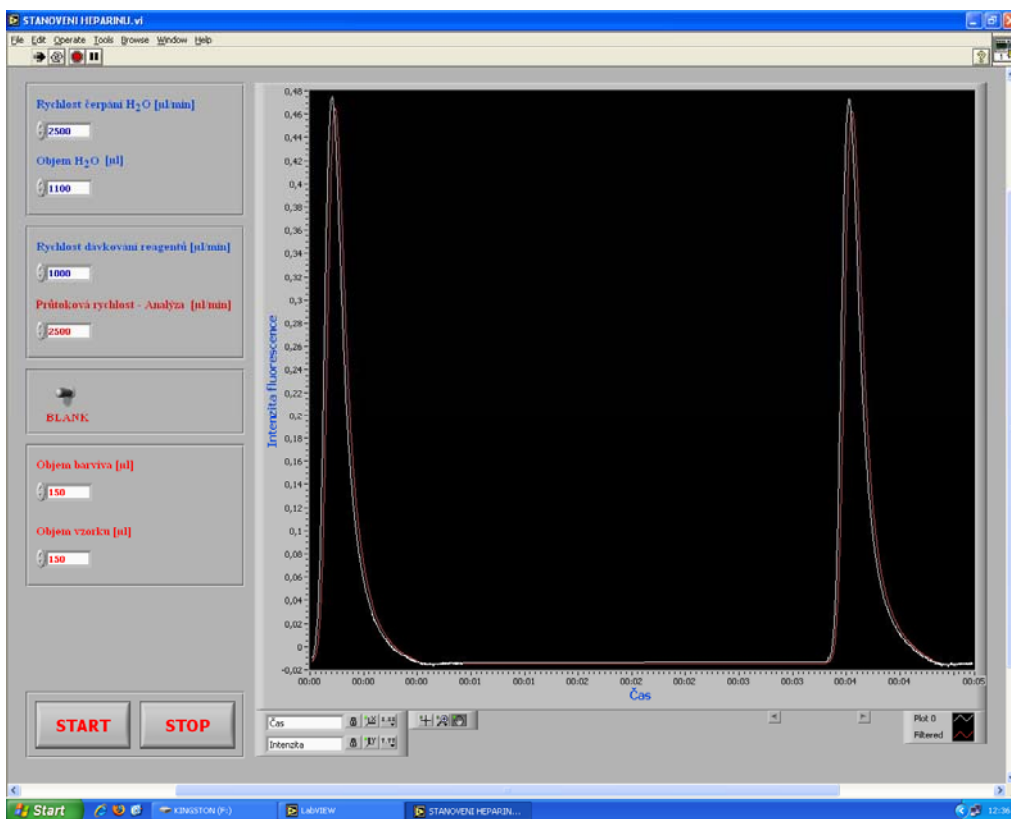 STANOVENI HEPARINU.vi
File Edit Operate Tools Browse Window Help
Rychlost čerpání H2O [µl/min]
2500
Objem H2O [µl]
1100
Rychlost dávkování reagentů [µl/min]
1000
Průtoková rychlost - Analýza [µl/min]
2500
BLANK
Objem barviva [µl]
150
Objem vzorku [µl]
150
START STOP
Intenzita fluorescence
0,48
0,46
0,44
0,42
0,4
0,38
0,36
0,34
0,32
0,3
0,28
0,26
0,24
0,22
0,2
0,18
0,16
0,14
0,12
0,1
0,08
0,06
0,04
0,02
0
-0,02
00:00 00:00 00:00 00:01 00:01 00:02 00:02 00:02 00:03 00:03 00:04 00:04 00:05
Čas
Čas
Intenzita
Plot 0
Filtered
Start KINGSTON (F:) LabVIEW STANOVENI HEPARIN... 12:36